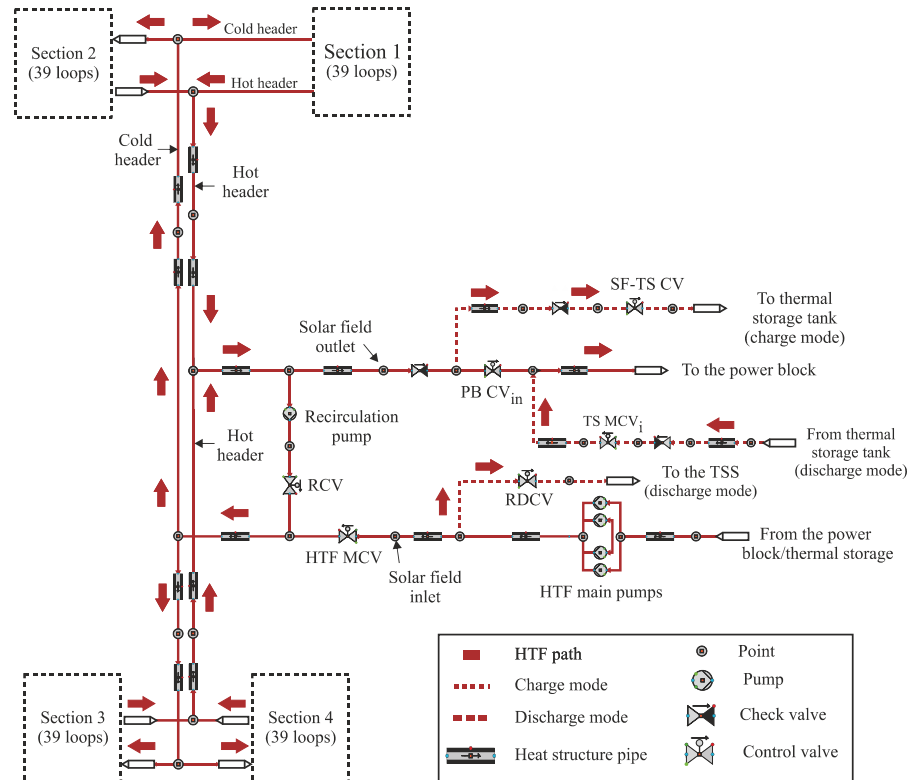 Cold header
Section 2
(39 loops)
Section 1
(39 loops)
Hot header
Cold
header
Hot
header
SF-TS CV
To thermal
storage tank
(charge mode)
Solar field
outlet
PB CVin
To the power block
Recirculation
pump
TS MCVi
Hot
header
From thermal
storage tank
(discharge mode)
To the TSS
(discharge mode)
RCV
RDCV
HTF MCV
From the power
block/thermal storage
Solar field
inlet
HTF main pumps
HTF path
Point
Charge mode
Pump
Discharge mode
Check valve
Heat structure pipe
Control valve
Section 3
(39 loops)
Section 4
(39 loops)